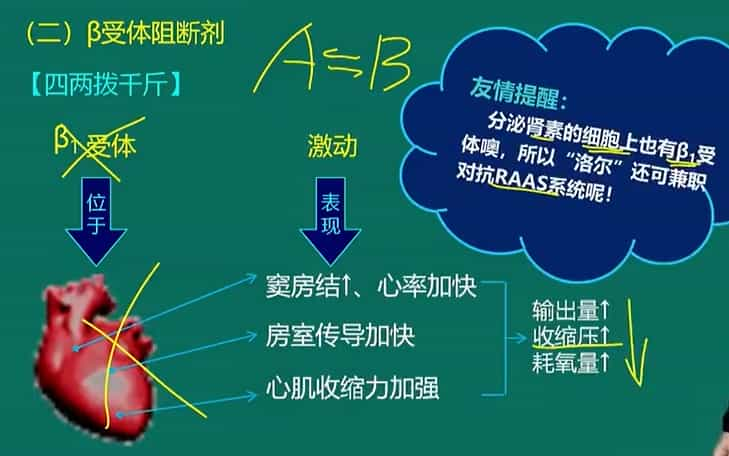 （二）β受体阻断剂
A⇌B
【四两拨千斤】
友情提醒：
分泌肾素的细胞上也有β₁受
体噢，所以“洛尔”还可兼职
对抗RAAS系统呢！
β₁受体
激动
位于
表现
窦房结↑、心率加快
房室传导加快
心肌收缩力加强
输出量↑
收缩压↑
耗氧量↑